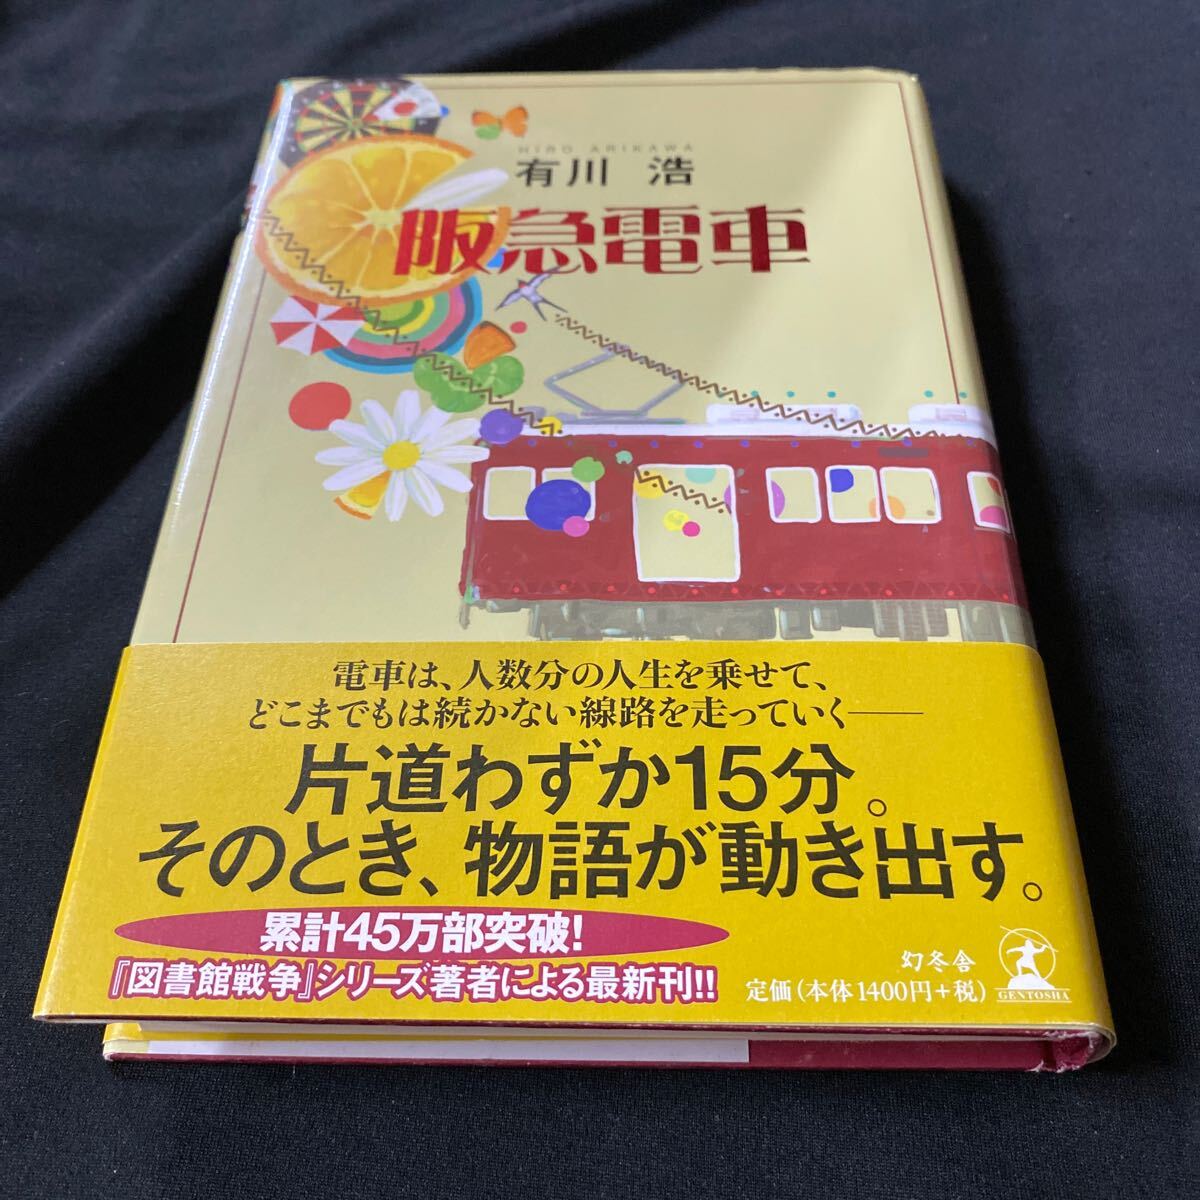 HIRO ARIKAWA
有川 浩
阪急電車
電車は、人数分の人生を乗せて、
どこまでもは続かない線路を走っていく——
片道わずか15分。
そのとき、物語が動き出す。
累計45万部突破!
『図書館戦争』シリーズ著者による最新刊!!
幻冬舎
定価(本体1400円+税)
GENTOSHA